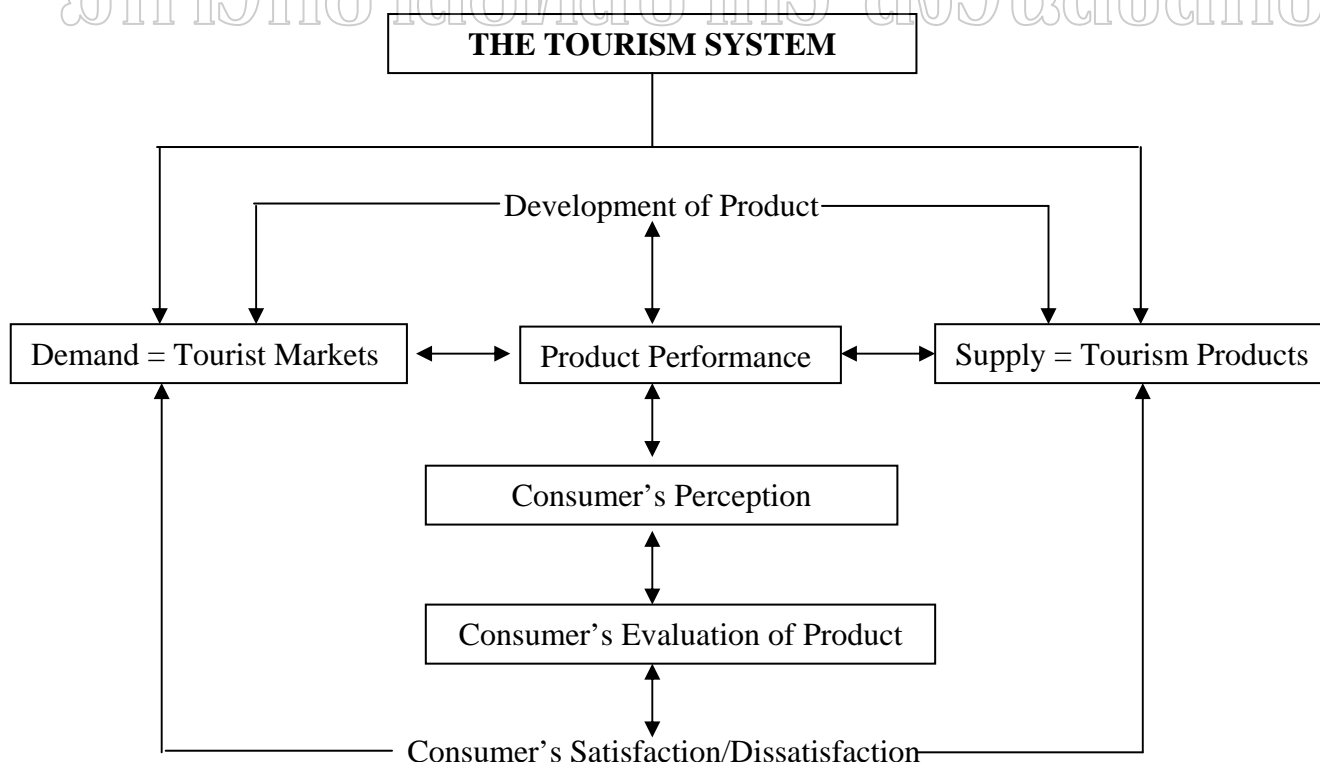 THE TOURISM SYSTEM
Development of Product
Demand = Tourist Markets
Product Performance
Supply = Tourism Products
Consumer’s Perception
Consumer’s Evaluation of Product
Consumer’s Satisfaction/Dissatisfaction